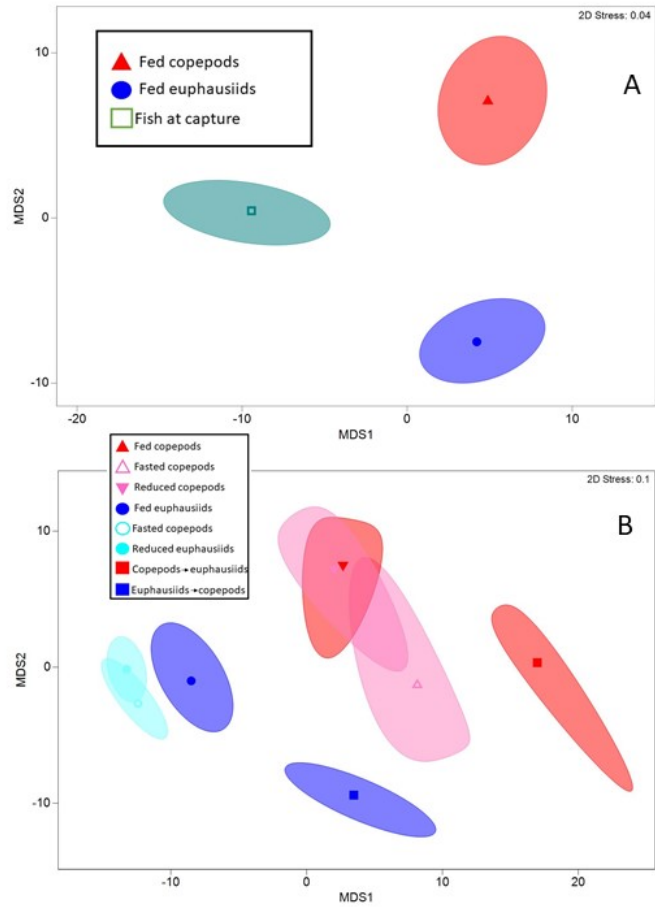 2D Stress: 0.04
10
Fed copepods
Fed euphausiids
Fish at capture
A
MDS2
0
-10
-20
-10
0
10
MDS1
2D Stress: 0.1
Fed copepods
Fasted copepods
Reduced copepods
Fed euphausiids
Fasted copepods
Reduced euphausiids
Copepods→euphausiids
Euphausiids→copepods
B
10
MDS2
0
-10
-10
0
10
20
MDS1